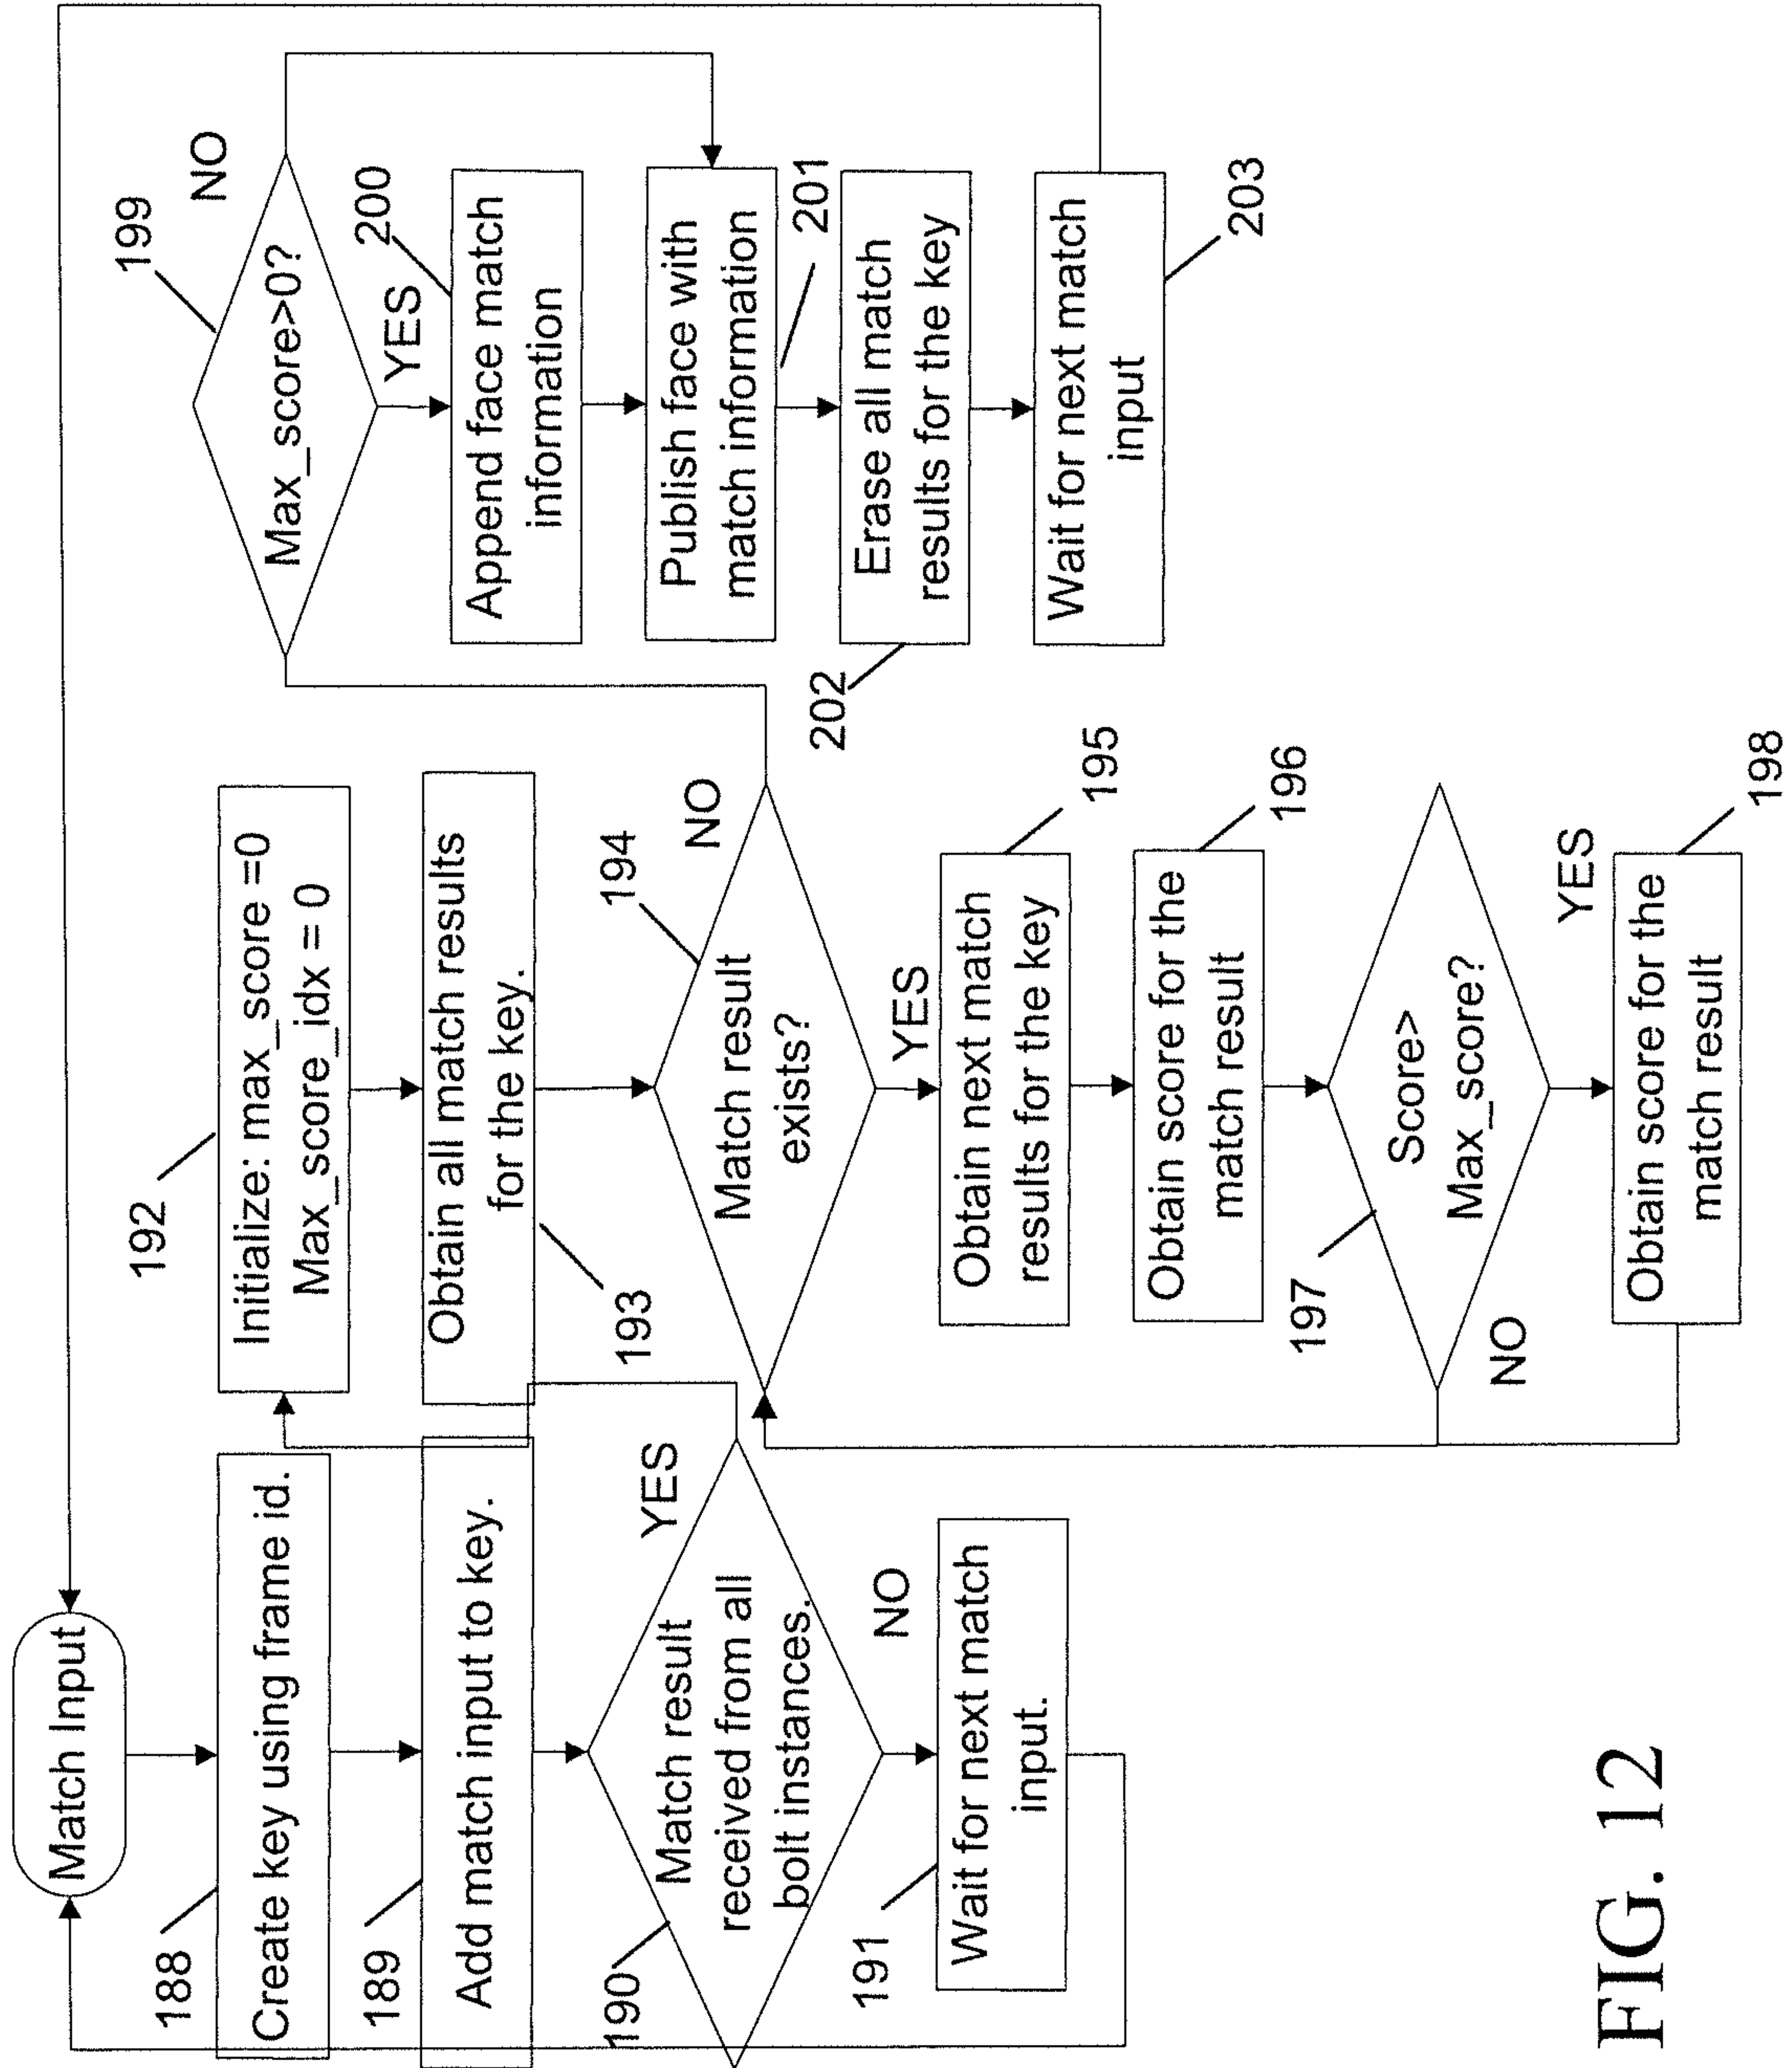 Match Input
188
Create key using frame id.
189
Add match input to key.
190
Match result
received from all
bolt instances.
YES
NO
191
Wait for next match
input.
192
Initialize: max_score =0
Max_score_idx = 0
193
Obtain all match results
for the key.
194
Match result
exists?
NO
YES
195
Obtain next match
results for the key
196
Obtain score for the
match result
197
Score>
Max_score?
NO
YES
198
Obtain score for the
match result
199
Max_score>0?
NO
YES
200
Append face match
information
201
Publish face with
match information
202
Erase all match
results for the key
203
Wait for next match
input
FIG. 12